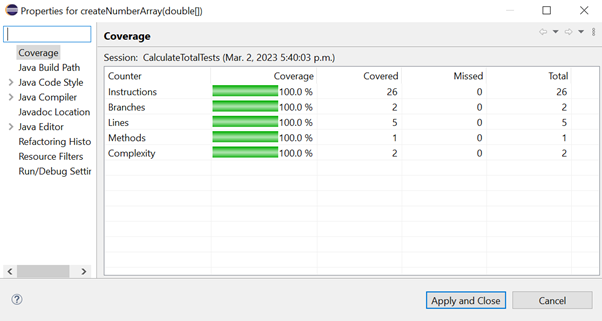 Properties for createNumberArray(double[])
Coverage
Java Build Path
Java Code Style
Java Compiler
Javadoc Location
Java Editor
Refactoring Histo
Resource Filters
Run/Debug Settin
Coverage
Session: CalculateTotalTests (Mar. 2, 2023 5:40:03 p.m.)
Counter Coverage Covered Missed Total
Instructions 100.0 % 26 0 26
Branches 100.0 % 2 0 2
Lines 100.0 % 5 0 5
Methods 100.0 % 1 0 1
Complexity 100.0 % 2 0 2
Apply and Close
Cancel